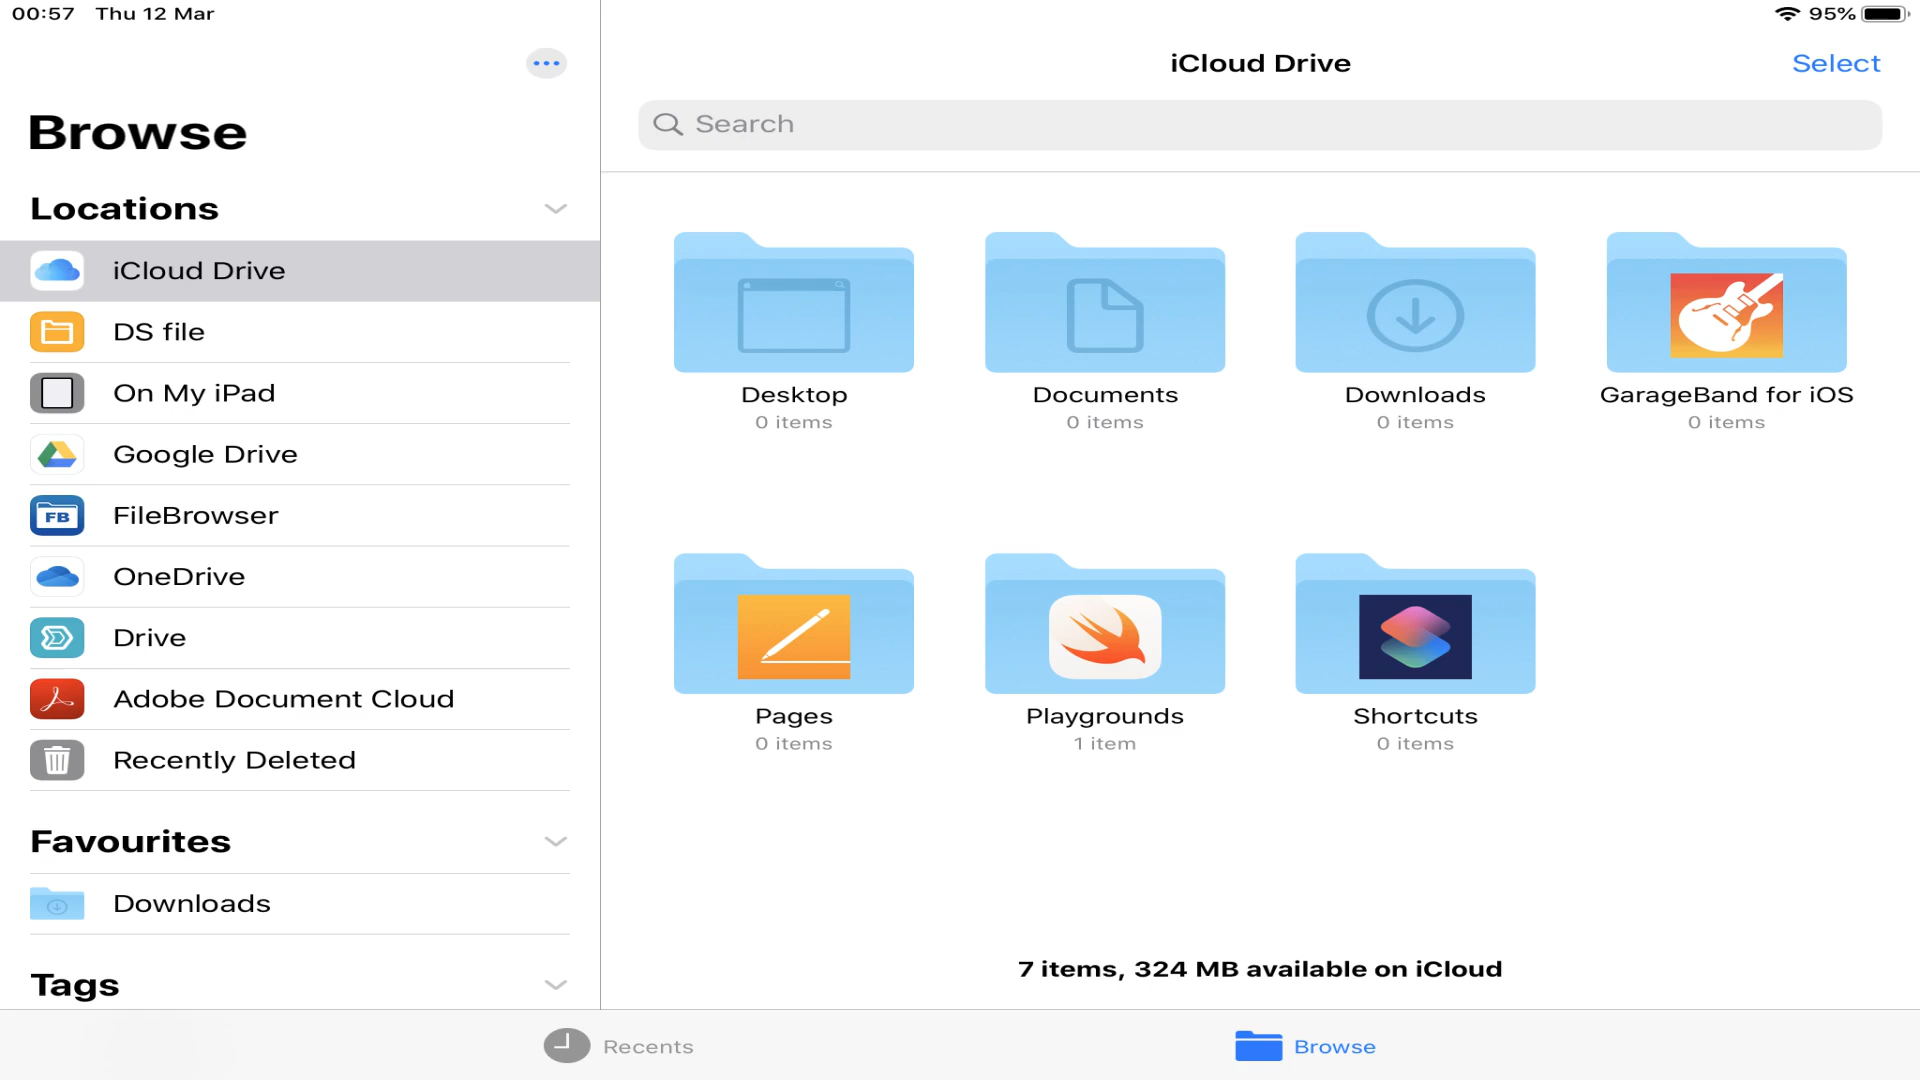 00:57 Thu 12 Mar
95%
Browse
Locations
iCloud Drive
DS file
On My iPad
Google Drive
FB
FileBrowser
OneDrive
Drive
Adobe Document Cloud
Recently Deleted
Favourites
Downloads
Tags
iCloud Drive
Select
Search
Desktop
0 items
Documents
0 items
Downloads
0 items
GarageBand for iOS
0 items
Pages
0 items
Playgrounds
1 item
Shortcuts
0 items
7 items, 324 MB available on iCloud
Recents
Browse